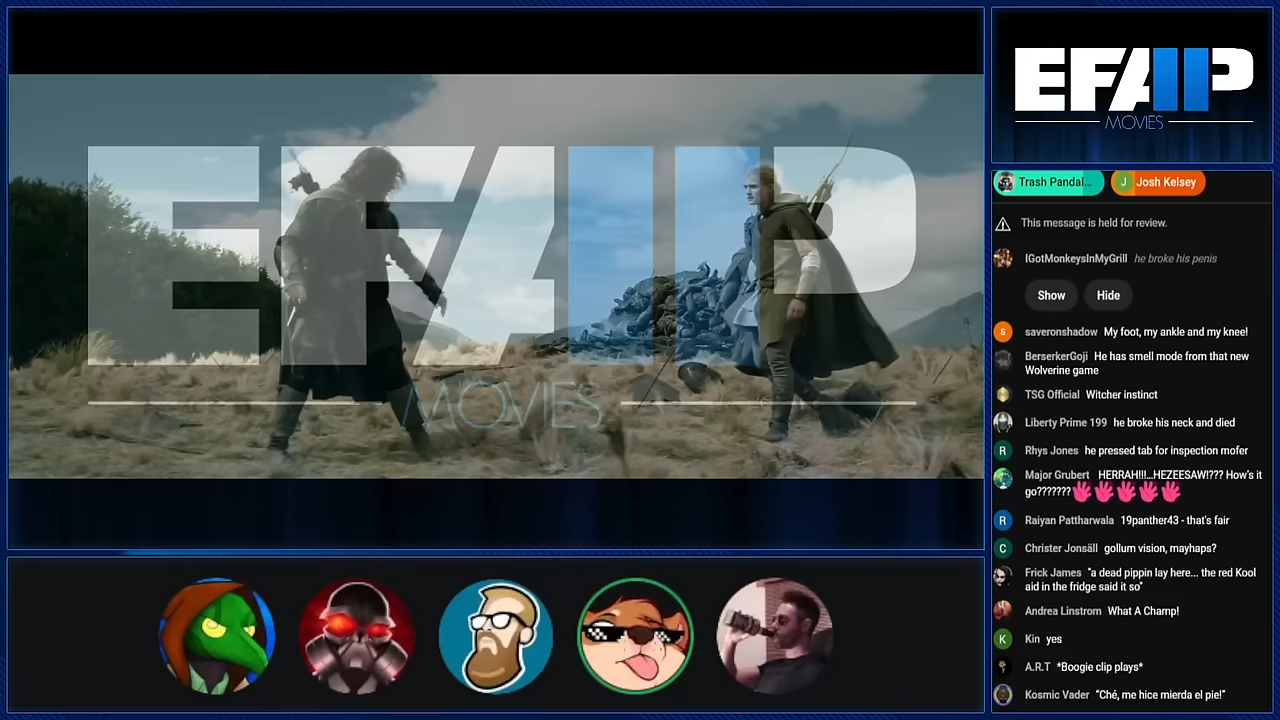 EFAP
MOVIES
EFAP
MOVIES
Trash Pandal...
J Josh Kelsey
This message is held for review.
IGotMonkeysInMyGrill he broke his penis
Show Hide
S saveronshadow My foot, my ankle and my knee!
BerserkerGoji He has smell mode from that new
Wolverine game
TSG Official Witcher instinct
Liberty Prime 199 he broke his neck and died
R Rhys Jones he pressed tab for inspection mofer
Major Grubert HERRAH!!!...HEZEESAW!??? How's it
go???????
R Raiyan Pattharwala 19panther43 - that's fair
C Christer Jonsäll gollum vision, mayhaps?
Frick James "a dead pippin lay here... the red Kool
aid in the fridge said it so"
Andrea Linstrom What A Champ!
K Kin yes
A.R.T *Boogie clip plays*
Kosmic Vader "Ché, me hice mierda el pie!"